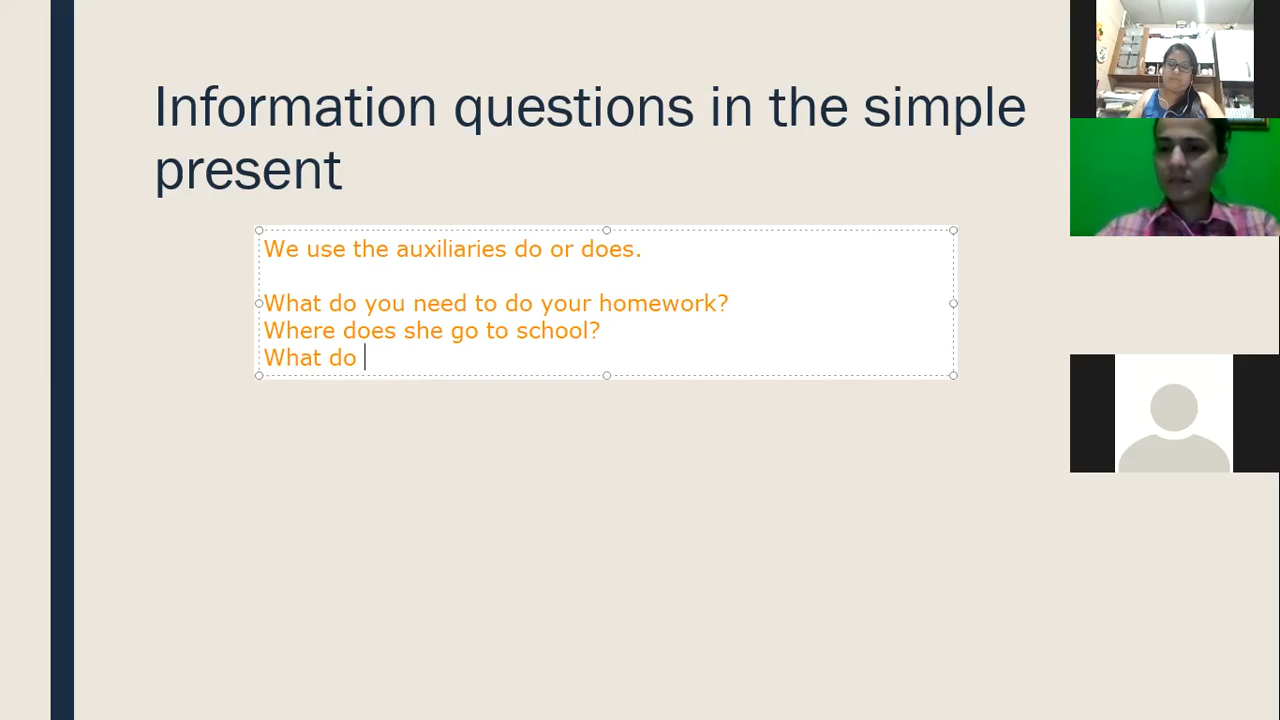 Information questions in the simple
present
We use the auxiliaries do or does.
What do you need to do your homework?
Where does she go to school?
What do